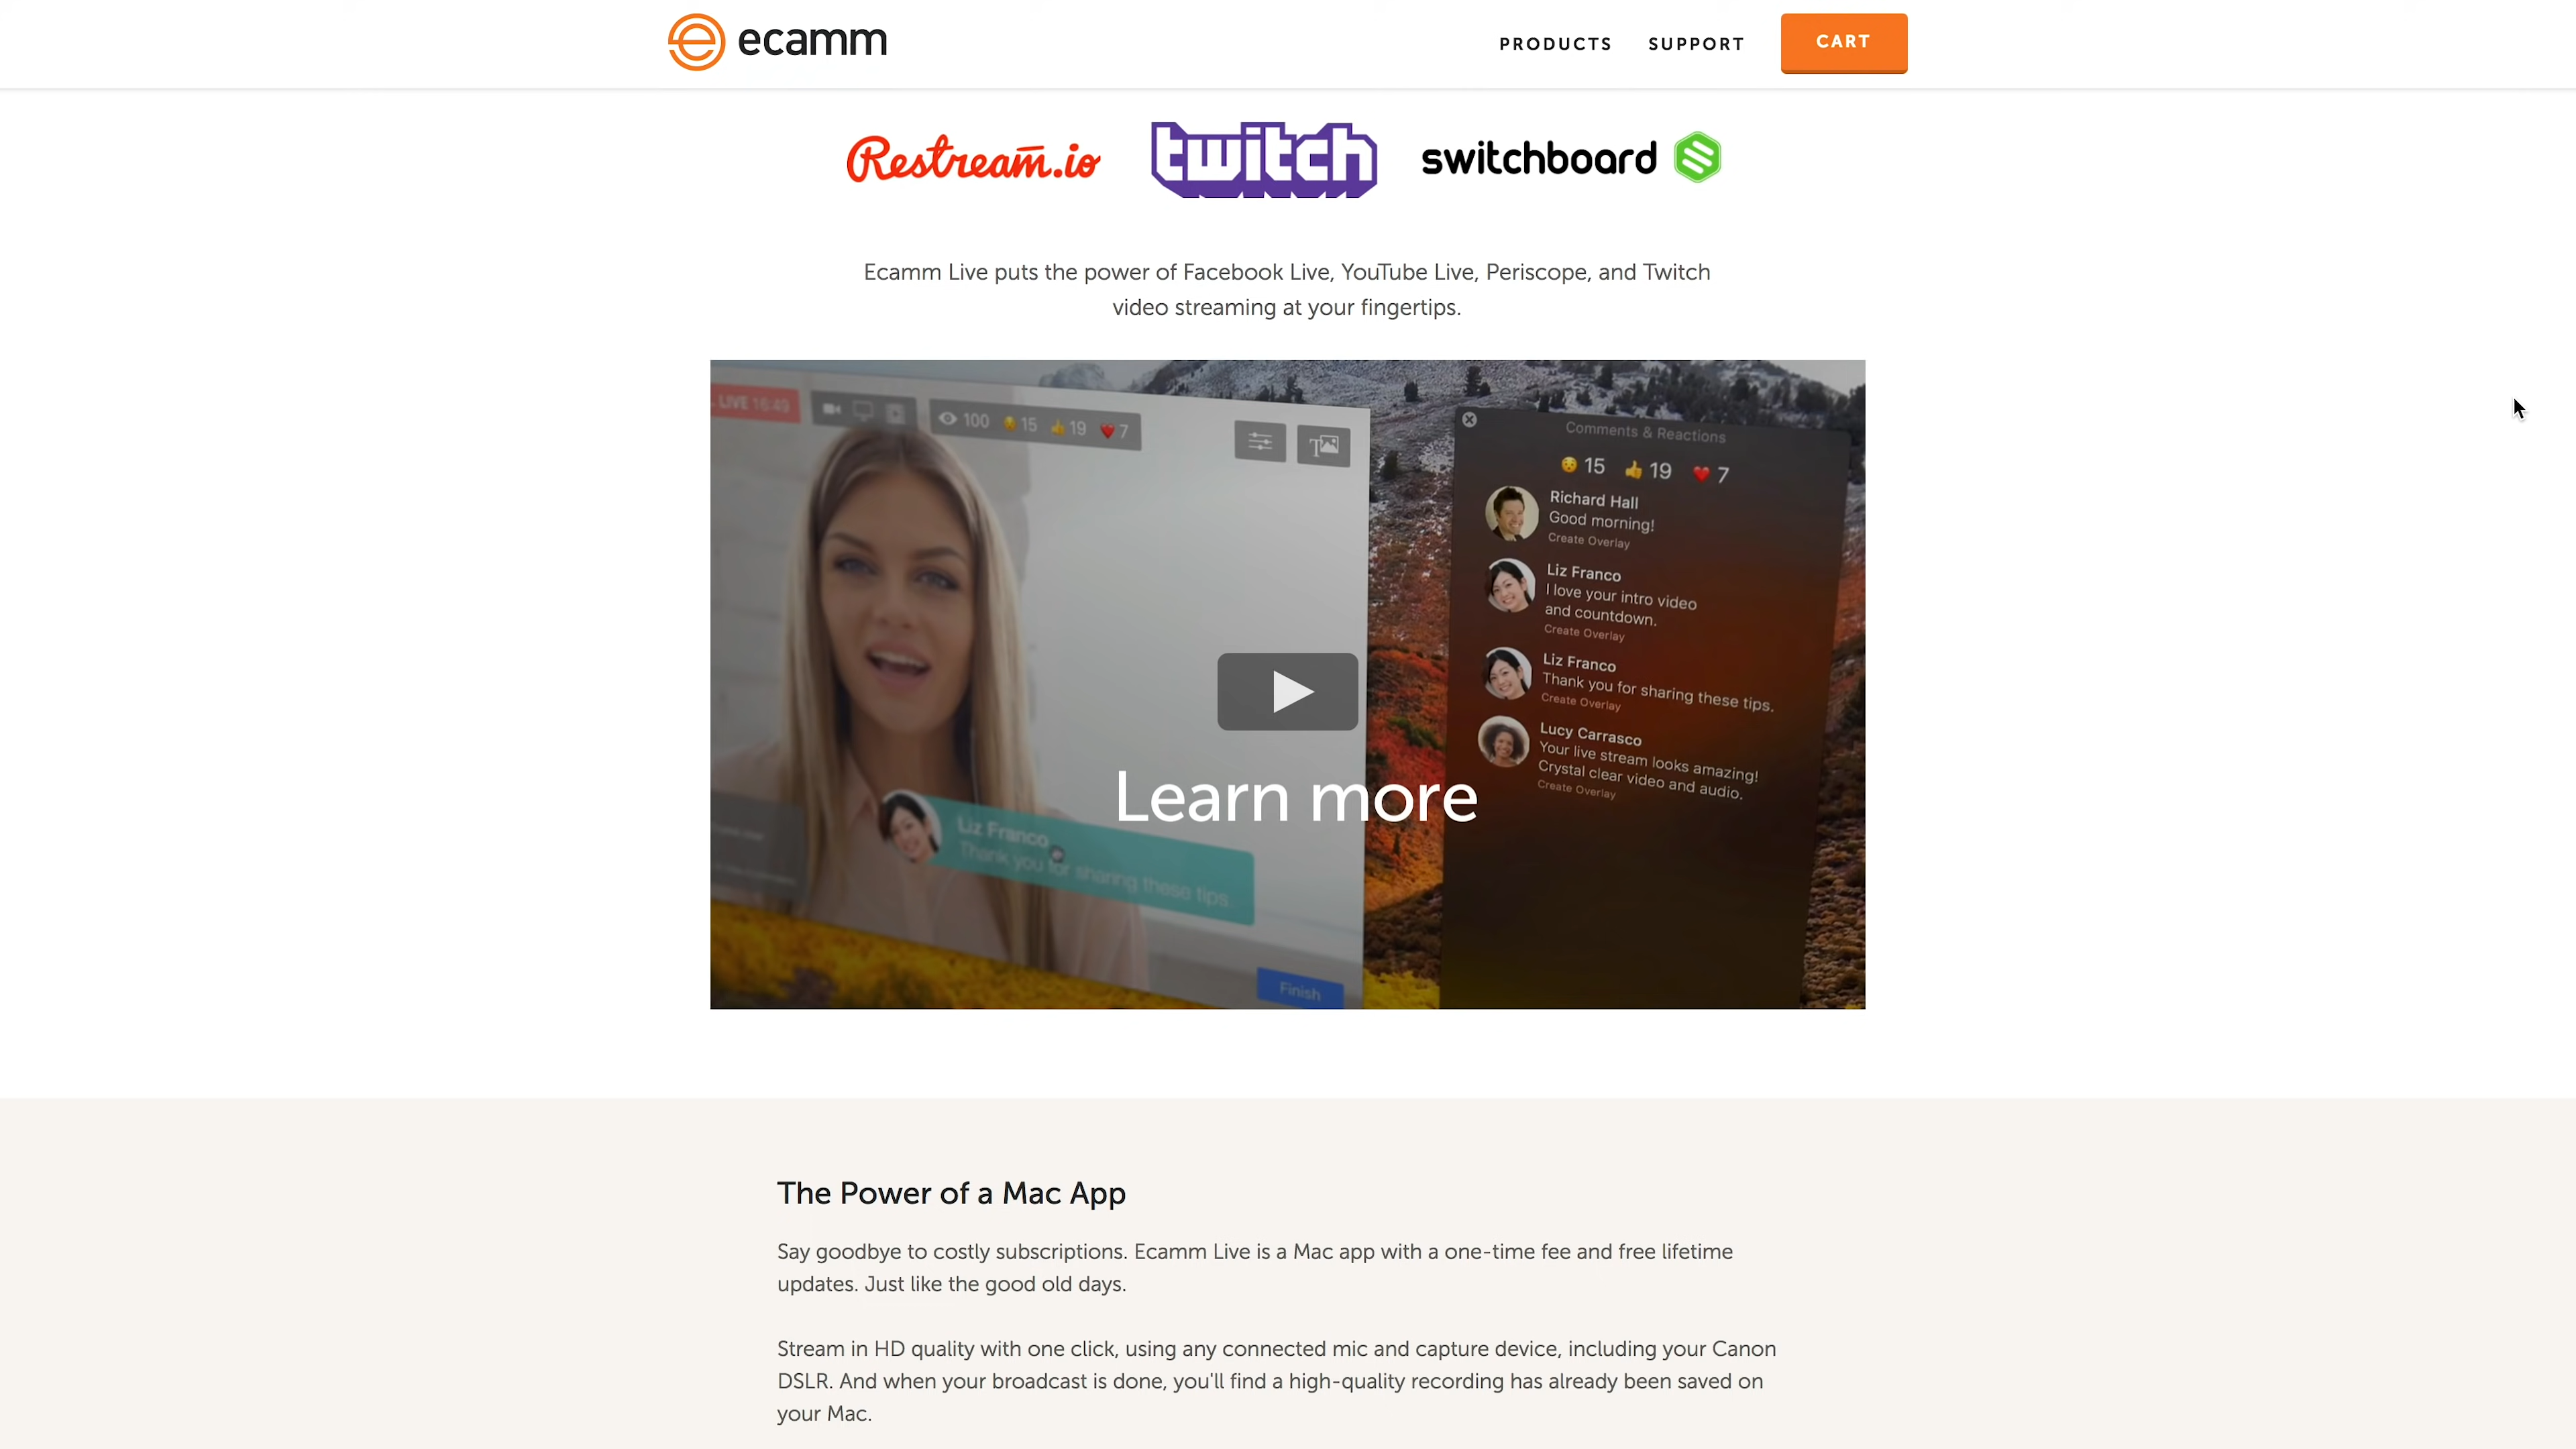 ecamm
PRODUCTS SUPPORT CART
Restream.io twitch switchboard
Ecamm Live puts the power of Facebook Live, YouTube Live, Periscope, and Twitch
video streaming at your fingertips.
LIVE 16:49
100 15 19 7
Comments & Reactions
15 19 7
Richard Hall
Good morning!
Create Overlay
Liz Franco
I love your intro video
and countdown.
Create Overlay
Liz Franco
Thank you for sharing these tips.
Create Overlay
Lucy Carrasco
Your live stream looks amazing!
Crystal clear video and audio.
Create Overlay
Learn more
Liz Franco
Thank you for sharing these tips.
Finish
The Power of a Mac App
Say goodbye to costly subscriptions. Ecamm Live is a Mac app with a one-time fee and free lifetime
updates. Just like the good old days.
Stream in HD quality with one click, using any connected mic and capture device, including your Canon
DSLR. And when your broadcast is done, you'll find a high-quality recording has already been saved on
your Mac.